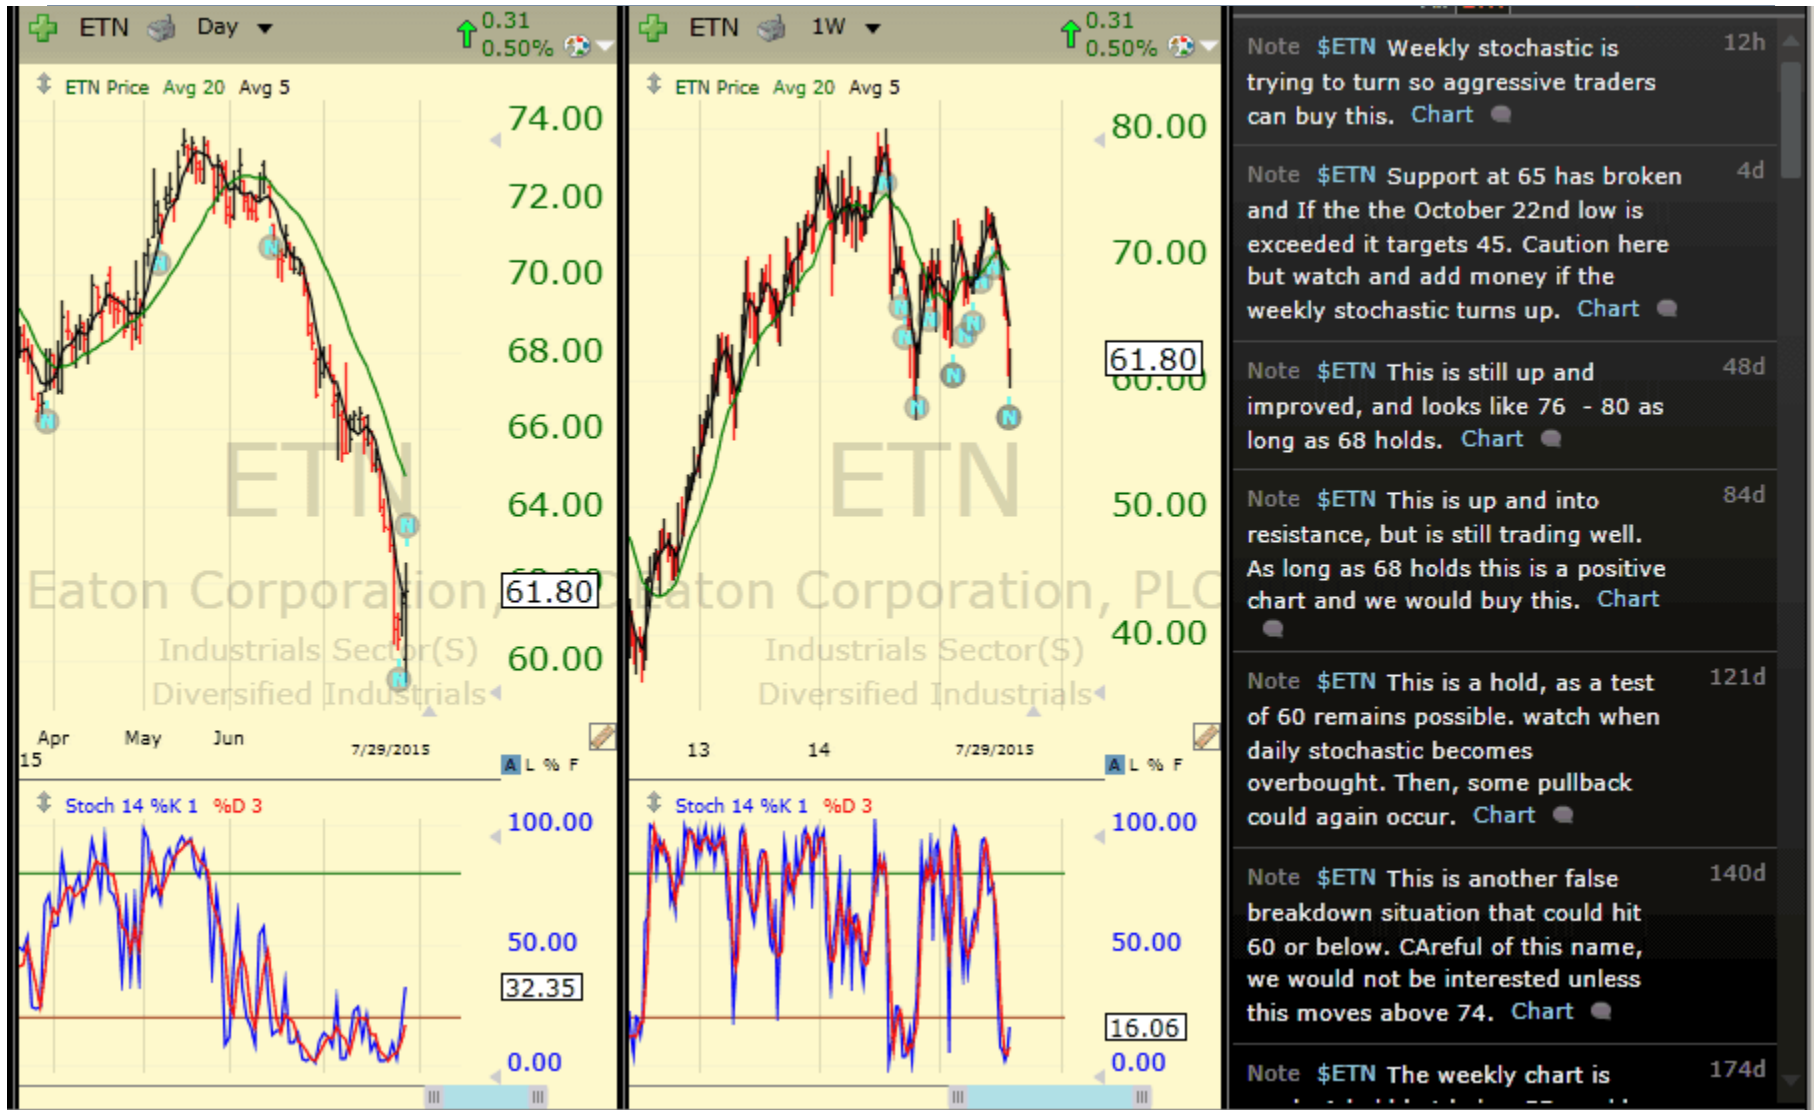 ETN Day
0.31
0.50%
ETN Price Avg 20 Avg 5
74.00
72.00
70.00
68.00
66.00
64.00
61.80
60.00
ETN
Eaton Corporation,
Industrials Sector(S)
Diversified Industrials
N
N
N
N
N
Apr May Jun 7/29/2015
15
A L % F
Stoch 14 %K 1 %D 3
100.00
50.00
32.35
0.00
ETN 1W
0.31
0.50%
ETN Price Avg 20 Avg 5
80.00
70.00
61.80
60.00
50.00
40.00
ETN
Eaton Corporation, PLC
Industrials Sector(S)
Diversified Industrials
N
N
N
N
N
N
N
N
N
N
N
13 14 7/29/2015
A L % F
Stoch 14 %K 1 %D 3
100.00
50.00
16.06
0.00
Note $ETN Weekly stochastic is 12h
trying to turn so aggressive traders
can buy this. Chart
Note $ETN Support at 65 has broken 4d
and If the the October 22nd low is
exceeded it targets 45. Caution here
but watch and add money if the
weekly stochastic turns up. Chart
Note $ETN This is still up and 48d
improved, and looks like 76 - 80 as
long as 68 holds. Chart
Note $ETN This is up and into 84d
resistance, but is still trading well.
As long as 68 holds this is a positive
chart and we would buy this. Chart
Note $ETN This is a hold, as a test 121d
of 60 remains possible. watch when
daily stochastic becomes
overbought. Then, some pullback
could again occur. Chart
Note $ETN This is another false 140d
breakdown situation that could hit
60 or below. CAreful of this name,
we would not be interested unless
this moves above 74. Chart
Note $ETN The weekly chart is 174d